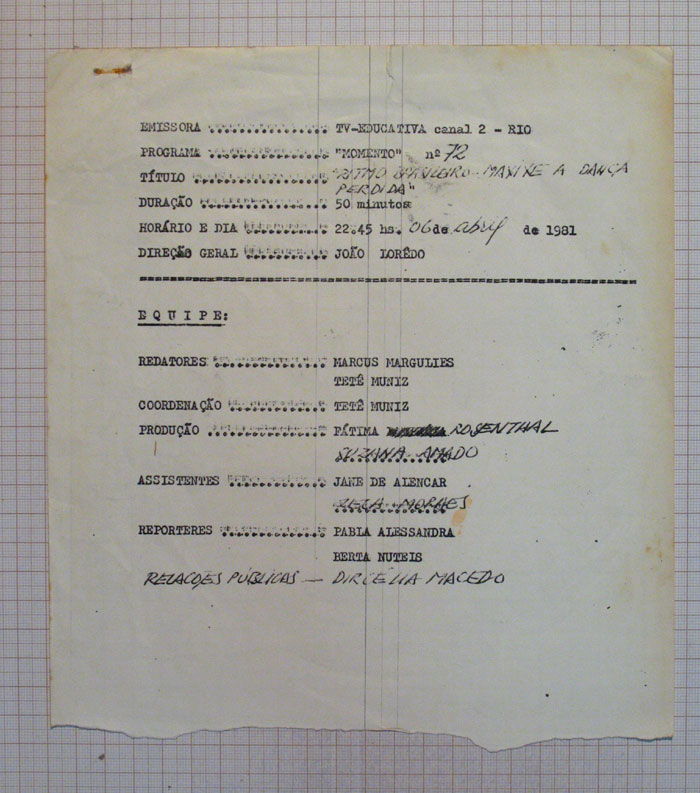 EMISSORA .............. TV-EDUCATIVA canal 2 - RIO
PROGRAMA .............. "MOMENTO" nº 72
TÍTULO ................ "RITMO BRASILEIRO - MAXIXE A DANÇA
PERDIDA"
DURAÇÃO ............... 50 minutos
HORÁRIO E DIA .......... 22.45 hs. 06 de abril de 1981
DIREÇÃO GERAL .......... JOÃO LORÊDO
EQUIPE:
REDATORES ............. MARCUS MARGULIES
TETÊ MUNIZ
COORDENAÇÃO ............ TETÊ MUNIZ
PRODUÇÃO .............. FÁTIMA ROSENTHAL
SUZANA AMADO
ASSISTENTES ............ JANE DE ALENCAR
MORAES
REPORTERES ............. PABLA ALESSANDRA
BERTA NUTEIS
RELAÇÕES PÚBLICAS — DIRCÉLIA MACEDO